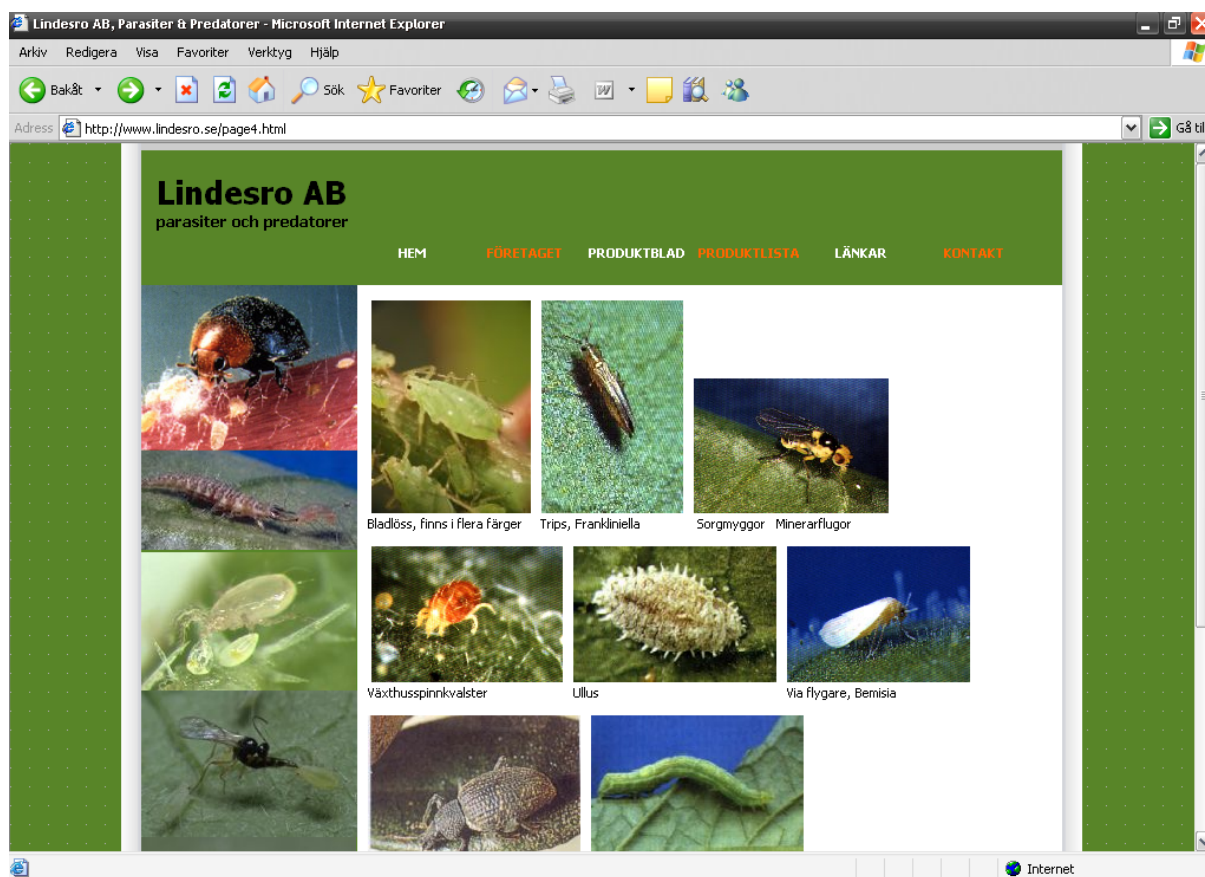 Lindesro AB, Parasiter & Predatorer - Microsoft Internet Explorer
Arkiv Redigera Visa Favoriter Verktyg Hjälp
Bakåt Sök Favoriter
Adress http://www.lindesro.se/page4.html Gå til
Lindesro AB
parasiter och predatorer
HEM FÖRETAGET PRODUKTBLAD PRODUKTLISTA LÄNKAR KONTAKT
Bladlöss, finns i flera färger Trips, Frankliniella Sorgmyggor Minerarflugor
Växthusspinnkvalster Ullus Via flygare, Bemisia
Internet